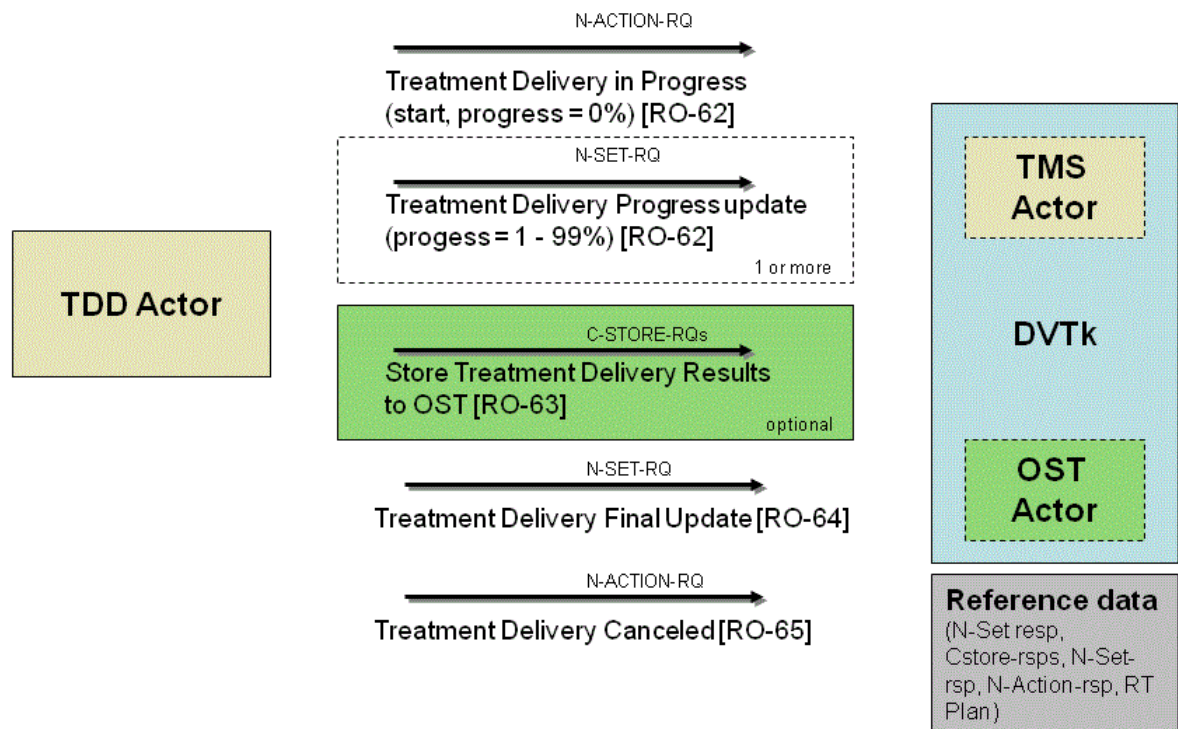 N-ACTION-RQ
Treatment Delivery in Progress
(start, progress = 0%) [RO-62]
N-SET-RQ
Treatment Delivery Progress update
(progess = 1 - 99%) [RO-62]
1 or more
TDD Actor
C-STORE-RQs
Store Treatment Delivery Results
to OST [RO-63]
optional
N-SET-RQ
Treatment Delivery Final Update [RO-64]
N-ACTION-RQ
Treatment Delivery Canceled [RO-65]
TMS
Actor
DVTk
OST
Actor
Reference data
(N-Set resp,
Cstore-rsps, N-Set-
rsp, N-Action-rsp, RT
Plan)